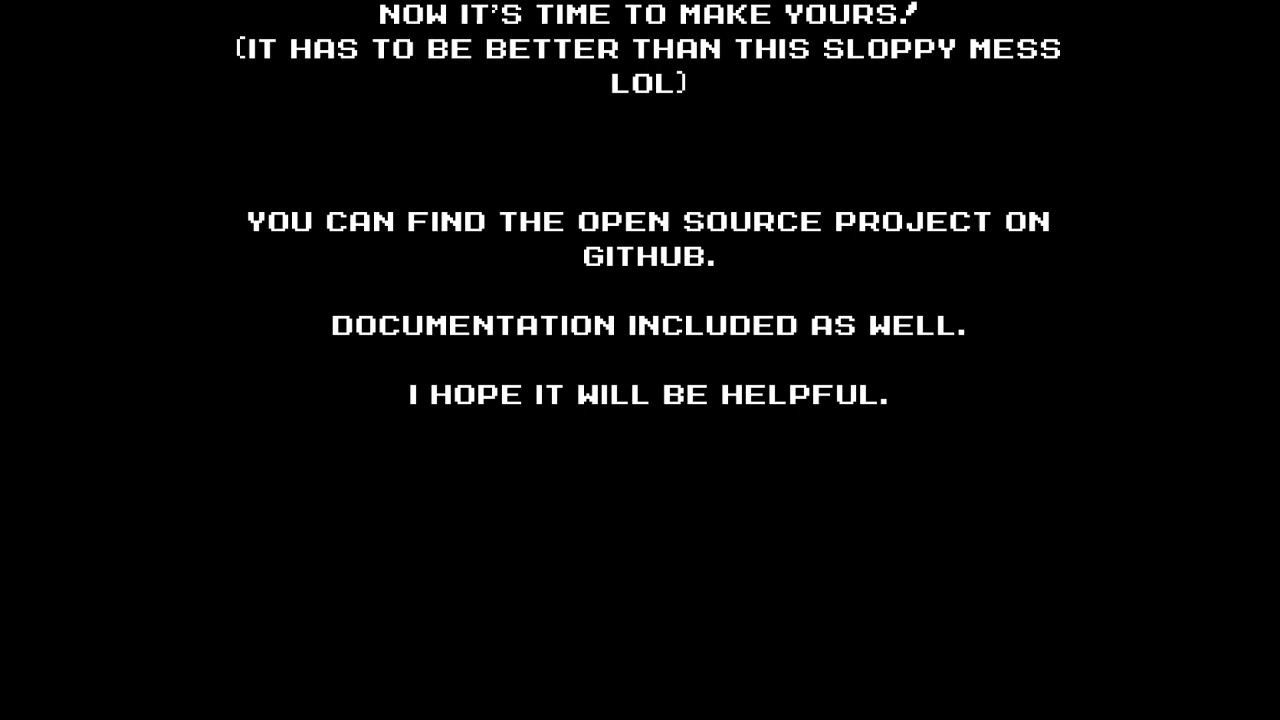 NOW IT'S TIME TO MAKE YOURS!
(IT HAS TO BE BETTER THAN THIS SLOPPY MESS
LOL)
YOU CAN FIND THE OPEN SOURCE PROJECT ON
GITHUB.
DOCUMENTATION INCLUDED AS WELL.
I HOPE IT WILL BE HELPFUL.